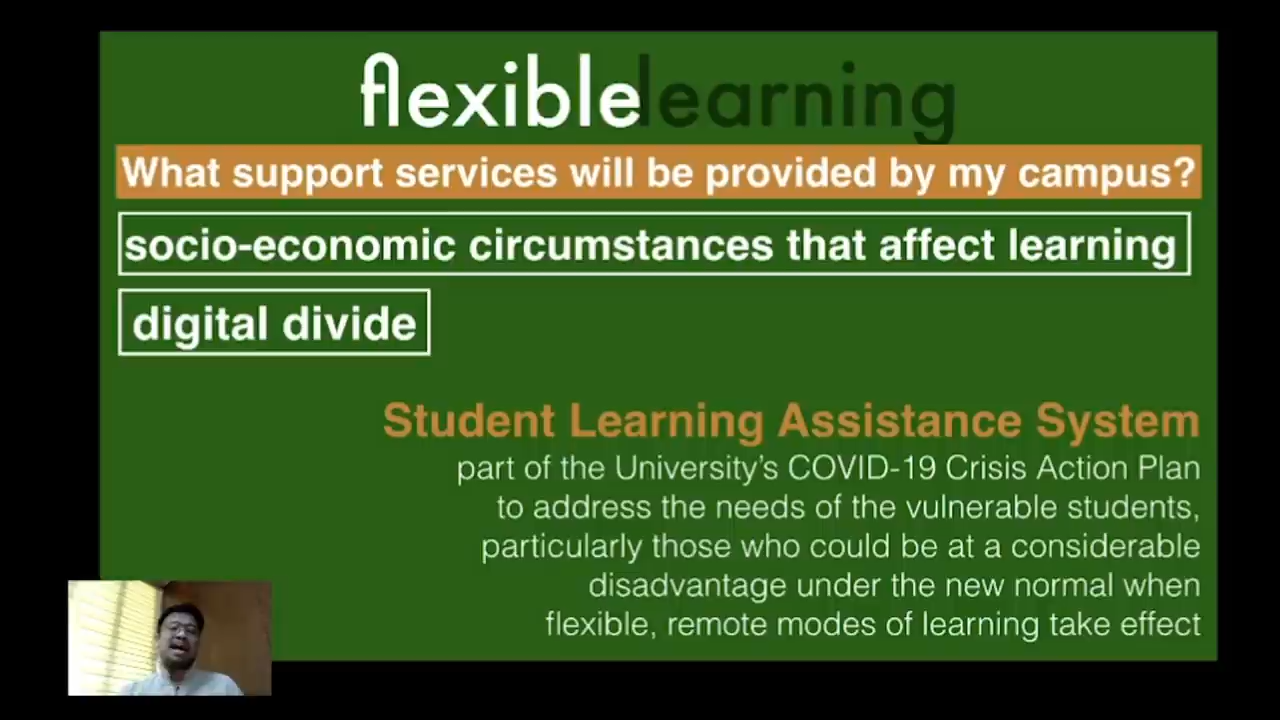 flexiblelearning
What support services will be provided by my campus?
socio-economic circumstances that affect learning
digital divide
Student Learning Assistance System
part of the University's COVID-19 Crisis Action Plan
to address the needs of the vulnerable students,
particularly those who could be at a considerable
disadvantage under the new normal when
flexible, remote modes of learning take effect